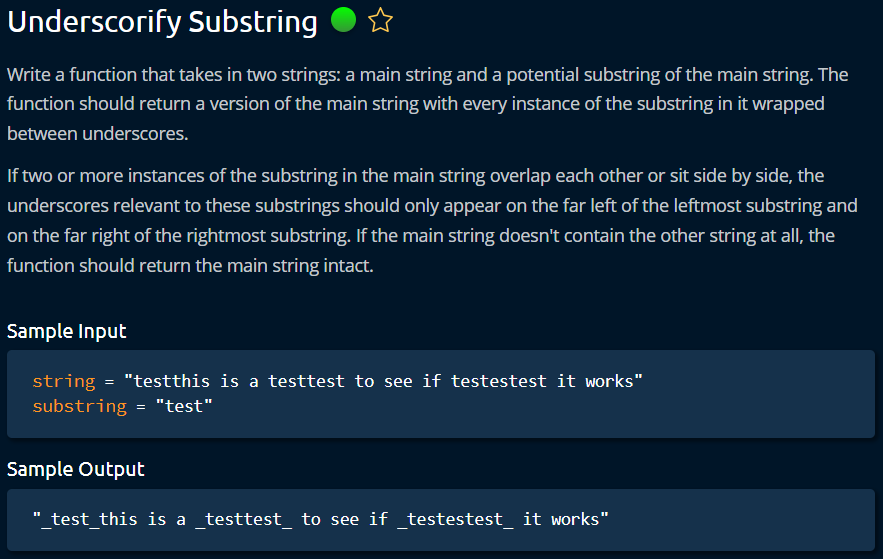 Underscorify Substring
Write a function that takes in two strings: a main string and a potential substring of the main string. The
function should return a version of the main string with every instance of the substring in it wrapped
between underscores.
If two or more instances of the substring in the main string overlap each other or sit side by side, the
underscores relevant to these substrings should only appear on the far left of the leftmost substring and
on the far right of the rightmost substring. If the main string doesn't contain the other string at all, the
function should return the main string intact.
Sample Input
string = "testthis is a testtest to see if testestest it works"
substring = "test"
Sample Output
"_test_this is a _testtest_ to see if _testestest_ it works"